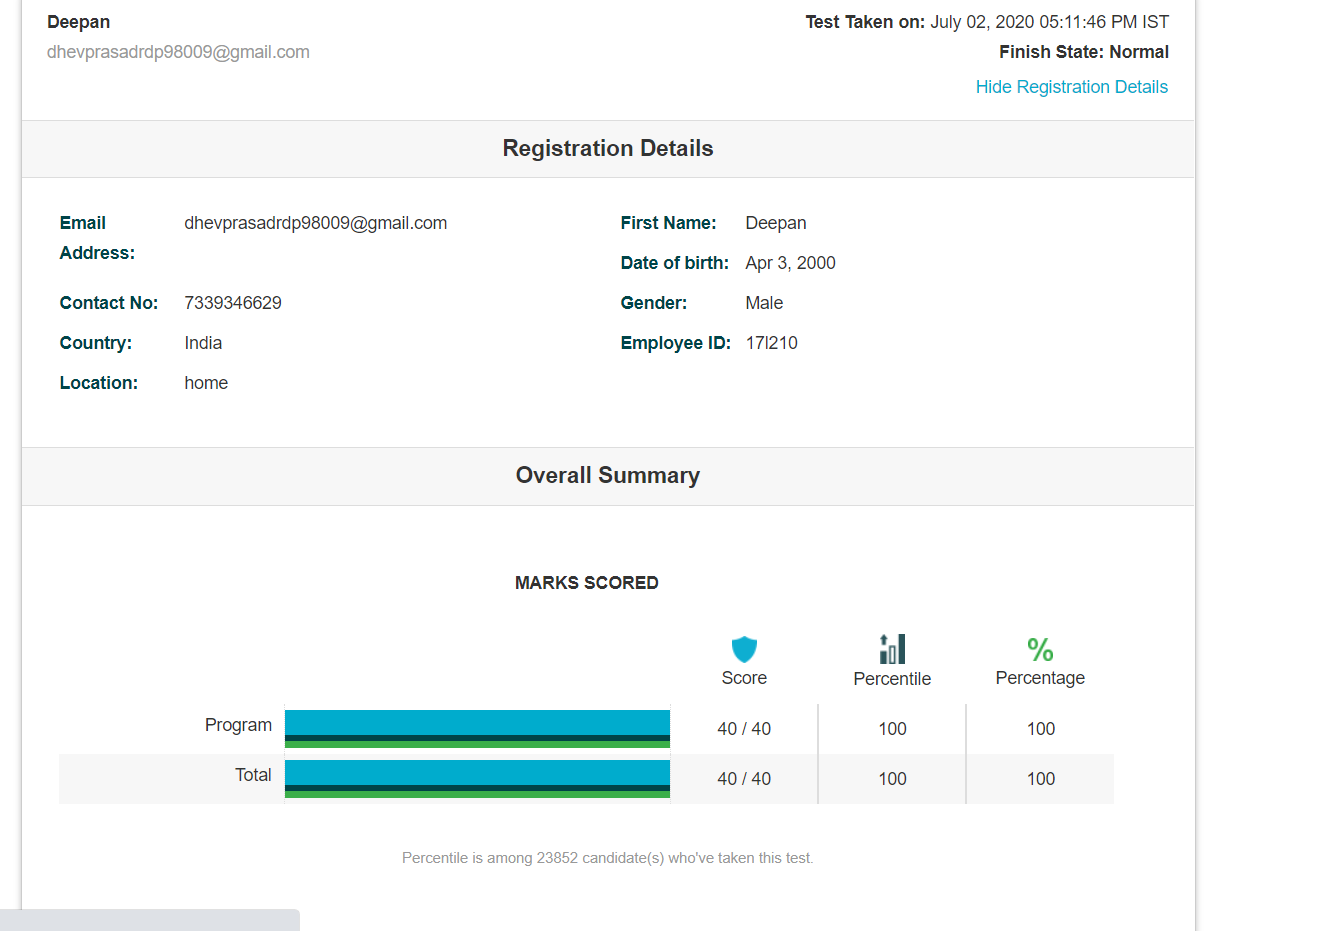 Deepan
Test Taken on: July 02, 2020 05:11:46 PM IST
dhevprasadrdp98009@gmail.com
Finish State: Normal
Hide Registration Details
Registration Details
Email Address: dhevprasadrdp98009@gmail.com
First Name: Deepan
Date of birth: Apr 3, 2000
Contact No: 7339346629
Gender: Male
Country: India
Employee ID: 17l210
Location: home
Overall Summary
MARKS SCORED
Score Percentile Percentage
Program 40 / 40 100 100
Total 40 / 40 100 100
Percentile is among 23852 candidate(s) who've taken this test.